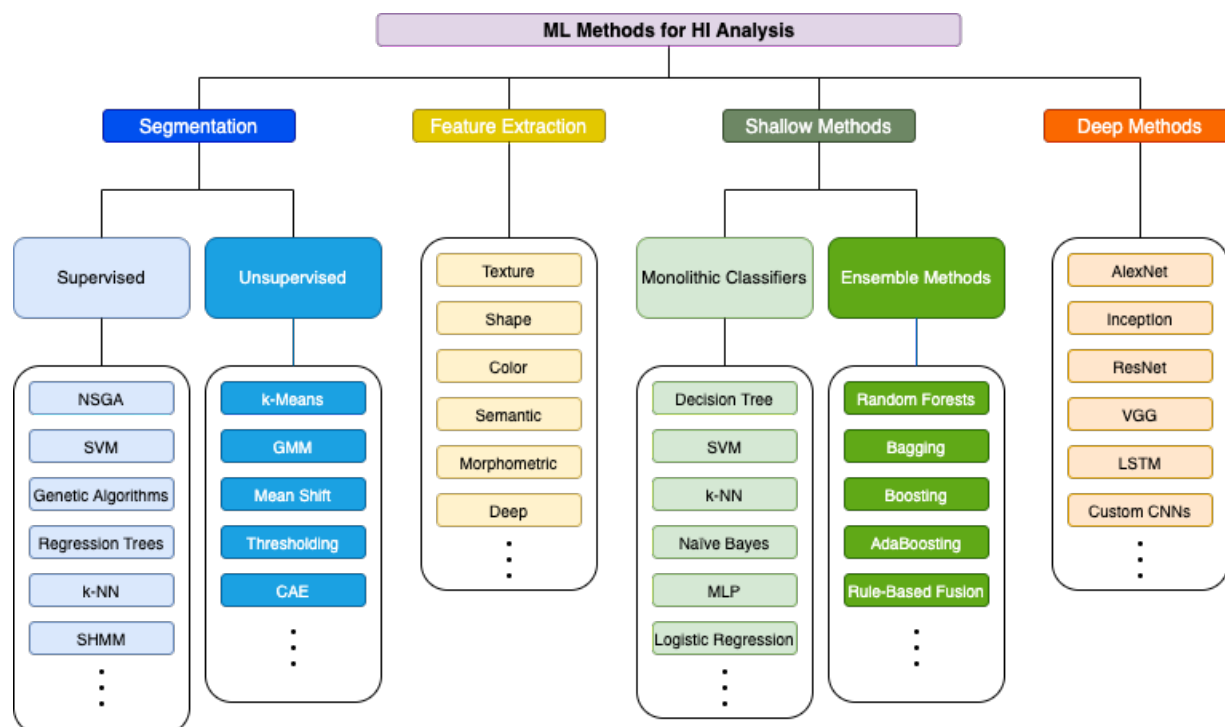 ML Methods for HI Analysis
Segmentation
Feature Extraction
Shallow Methods
Deep Methods
Supervised
Unsupervised
Monolithic Classifiers
Ensemble Methods
NSGA
SVM
Genetic Algorithms
Regression Trees
k-NN
SHMM
k-Means
GMM
Mean Shift
Thresholding
CAE
Texture
Shape
Color
Semantic
Morphometric
Deep
Decision Tree
SVM
k-NN
Naïve Bayes
MLP
Logistic Regression
Random Forests
Bagging
Boosting
AdaBoosting
Rule-Based Fusion
AlexNet
Inception
ResNet
VGG
LSTM
Custom CNNs